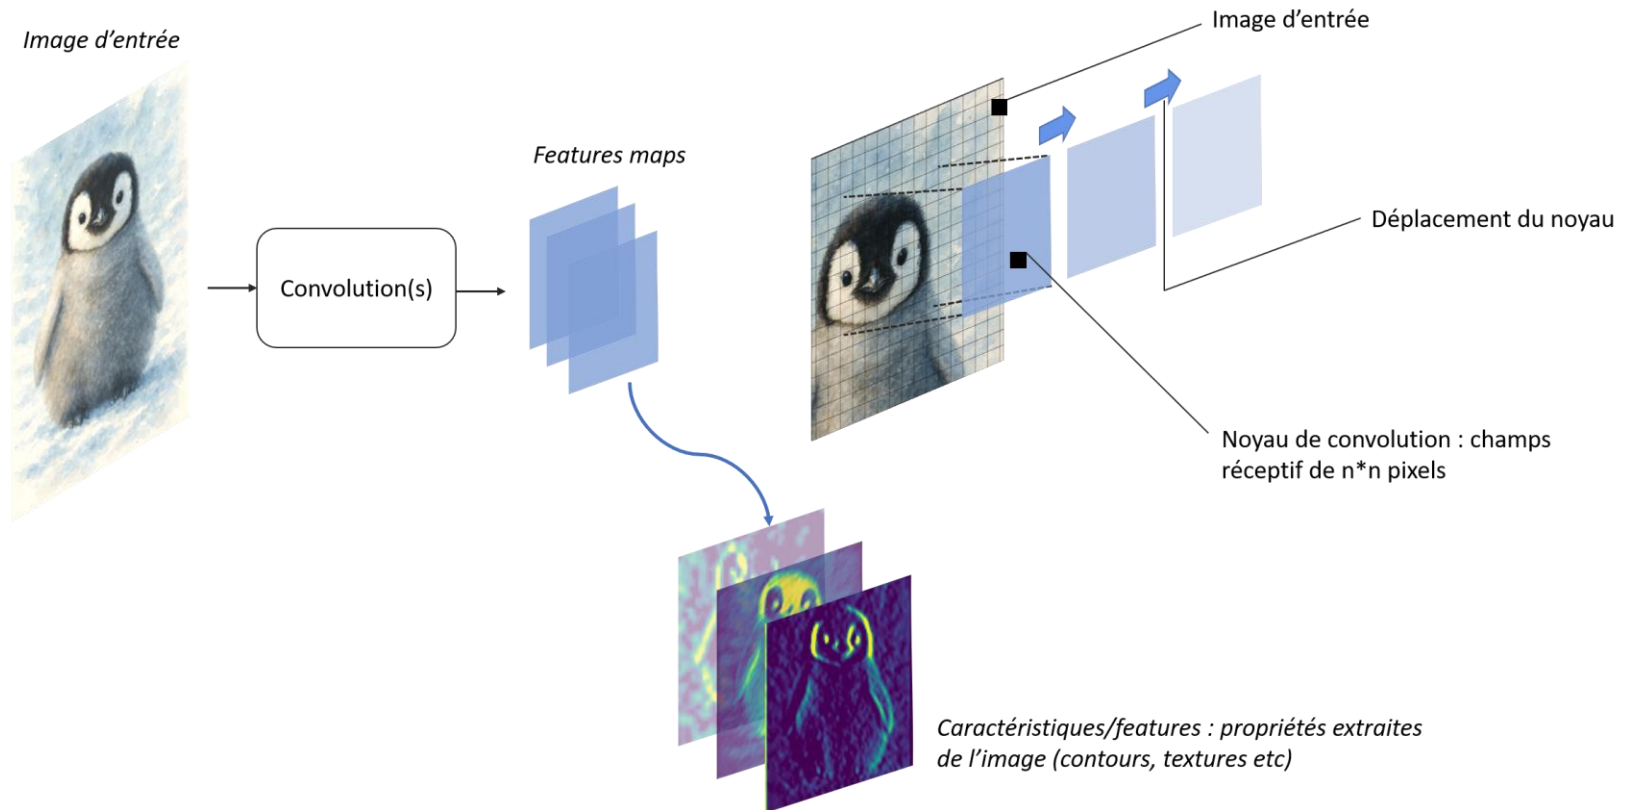 Image d'entrée
Convolution(s)
Features maps
Caractéristiques/features : propriétés extraites
de l'image (contours, textures etc)
Image d'entrée
Déplacement du noyau
Noyau de convolution : champs
réceptif de n*n pixels